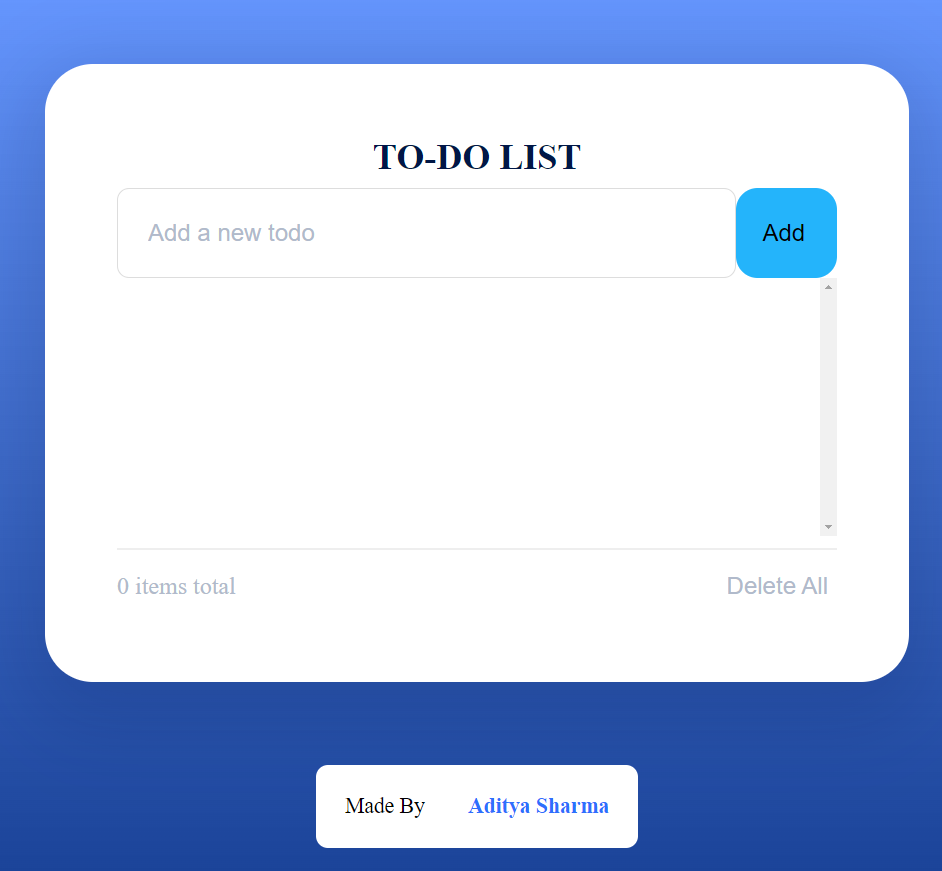 TO-DO LIST
Add a new todo
Add
0 items total
Delete All
Made By
Aditya Sharma